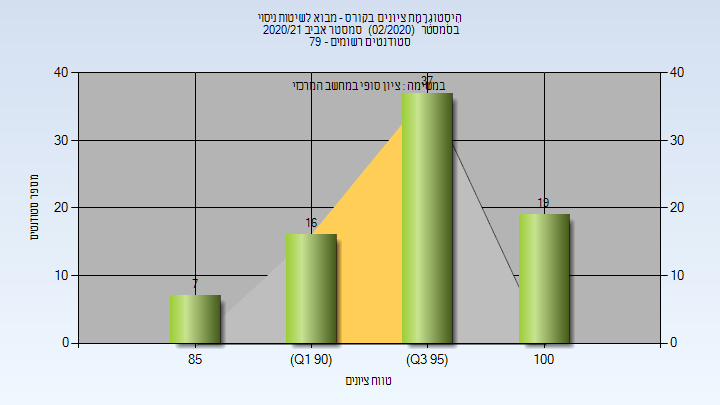 היסטוגרמת ציונים בקורס - מבוא לשיטות ניסוי
בסמסטר (02/2020) סמסטר אביב 2020/21
סטודנטים רשומים - 79
במשימה : ציון סופי במחשב המרכזי
40
30
20
10
0
40
30
20
10
0
מספר סטודנטים
7
16
37
19
85
(Q1 90)
(Q3 95)
100
טווח ציונים